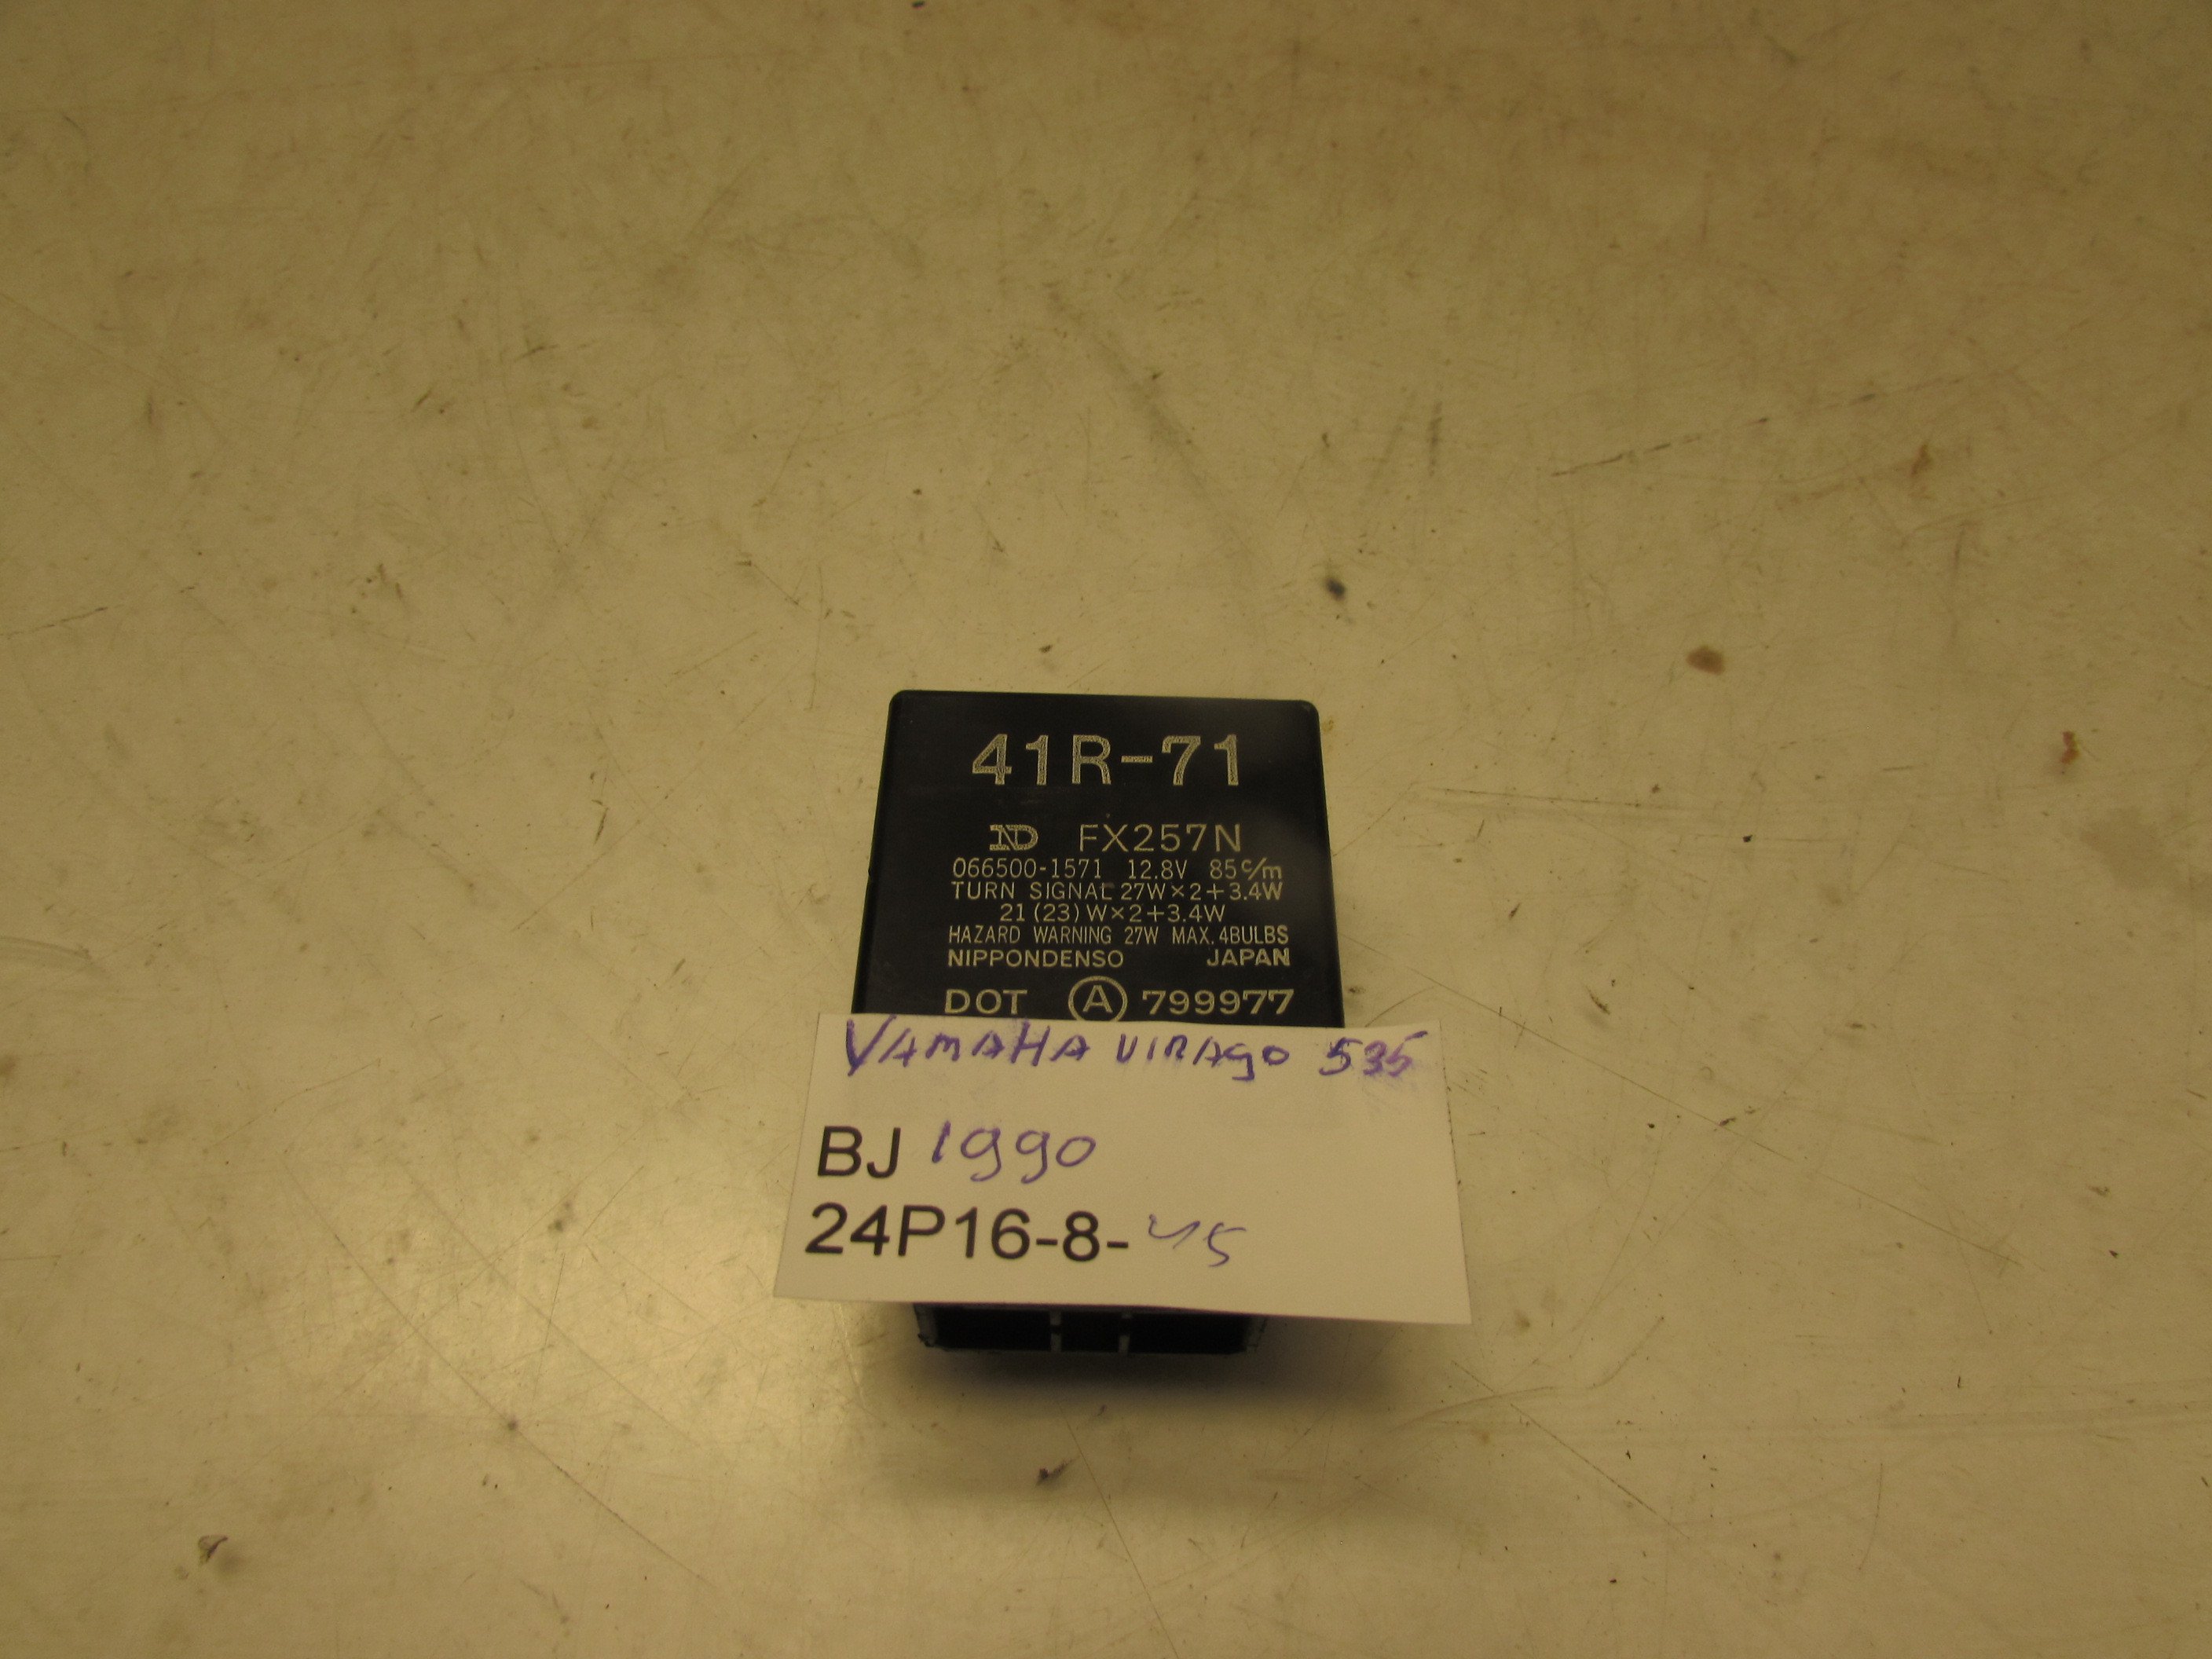 41R-71
ND FX257N
066500-1571 12.8V 85c/m
TURN SIGNAL 27W×2+3.4W
21(23)W×2+3.4W
HAZARD WARNING 27W MAX. 4BULBS
NIPPONDENSO JAPAN
DOT A 799977
YAMAHA VIRAgO 535
BJ 1990
24P16-8-45